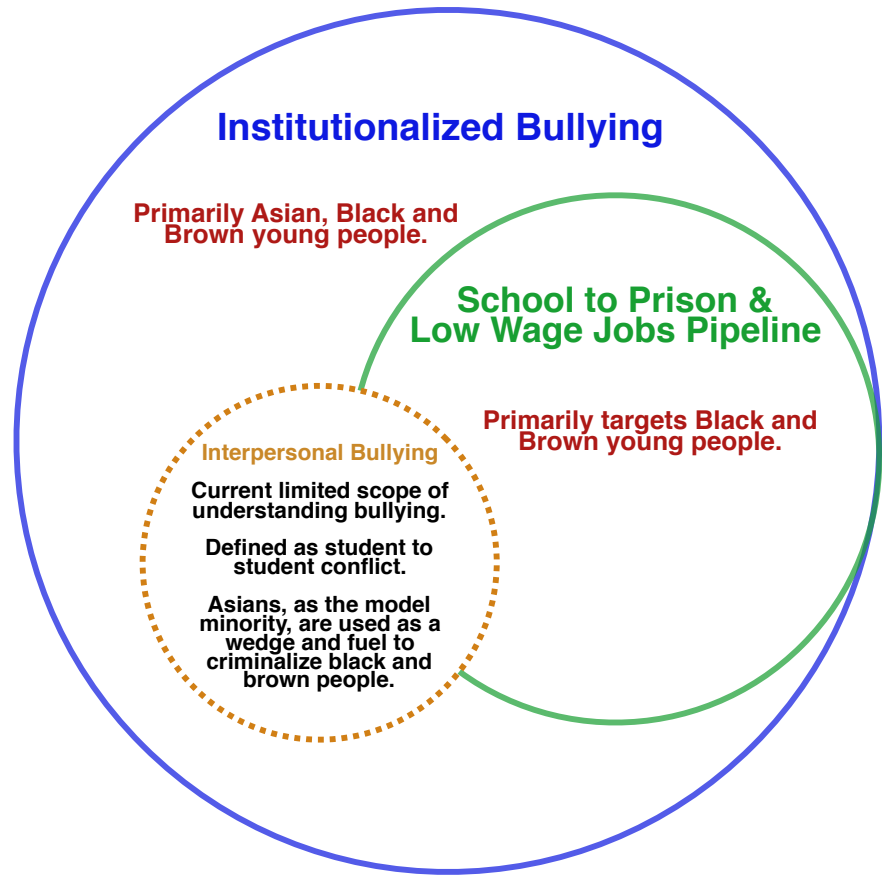 Institutionalized Bullying
Primarily Asian, Black and
Brown young people.
School to Prison &
Low Wage Jobs Pipeline
Primarily targets Black and
Brown young people.
Interpersonal Bullying
Current limited scope of
understanding bullying.
Defined as student to
student conflict.
Asians, as the model
minority, are used as a
wedge and fuel to
criminalize black and
brown people.